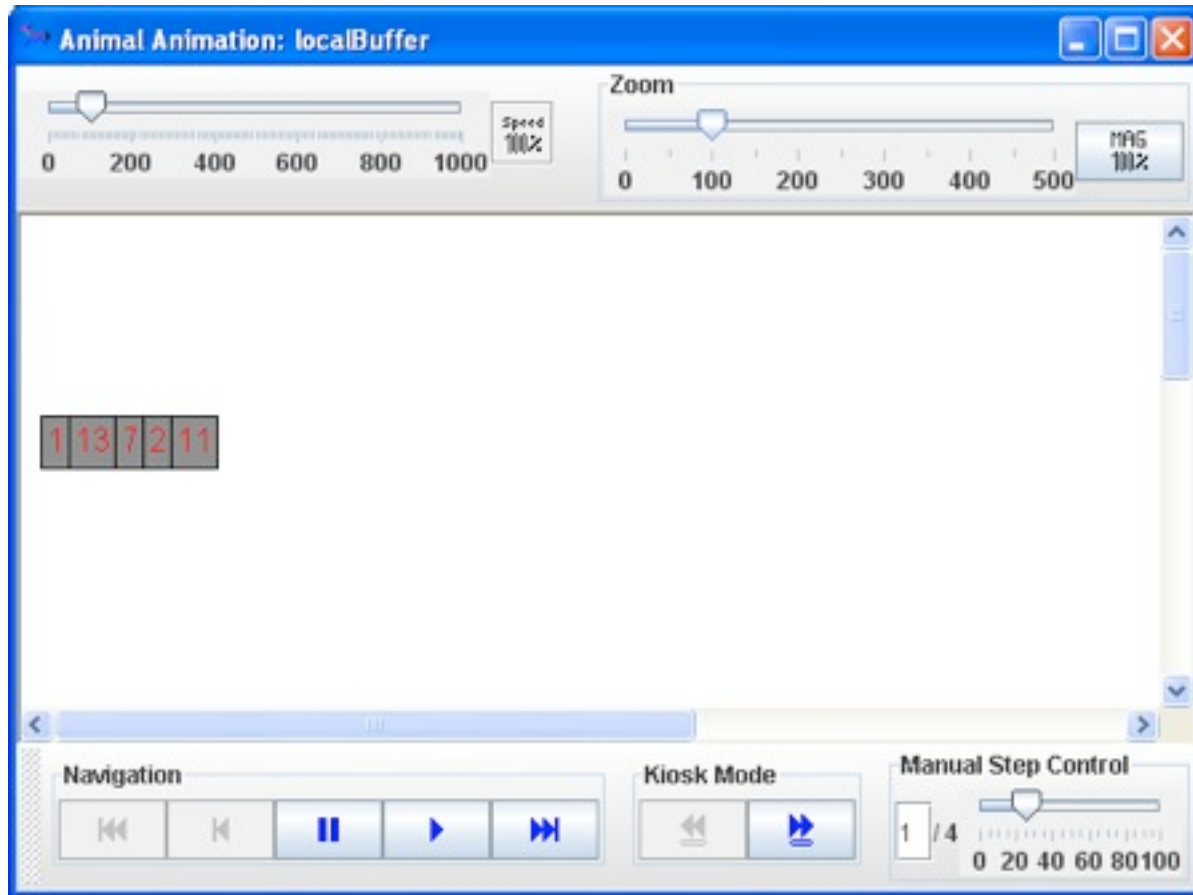 Animal Animation: localBuffer
Zoom
Speed
100%
MAG
100%
0 200 400 600 800 1000
0 100 200 300 400 500
1 13 7 2 11
Navigation
Kiosk Mode
Manual Step Control
1 / 4
0 20 40 60 80 100